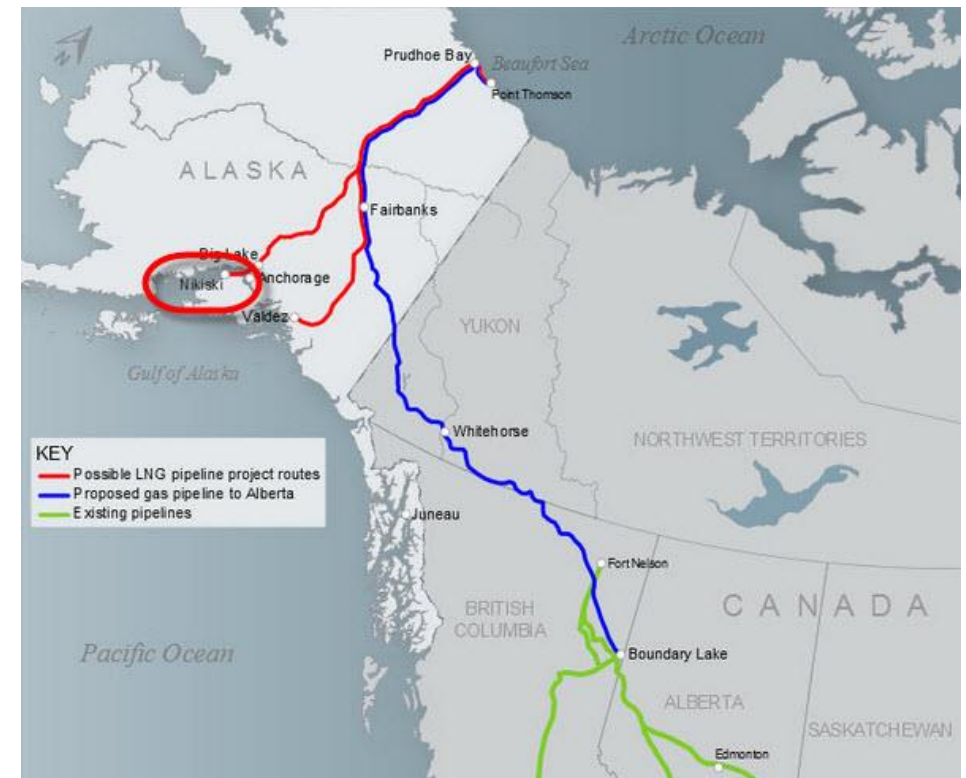 Arctic Ocean
Prudhoe Bay
Beaufort Sea
Point Thomson
N
ALASKA
Fairbanks
Big Lake
Anchorage
Nikiski
Valdez
YUKON
Gulf of Alaska
Whitehorse
NORTHWEST TERRITORIES
KEY
Possible LNG pipeline project routes
Proposed gas pipeline to Alberta
Existing pipelines
Juneau
Fort Nelson
CANADA
BRITISH
COLUMBIA
Pacific Ocean
Boundary Lake
ALBERTA
SASKATCHEWAN
Edmonton